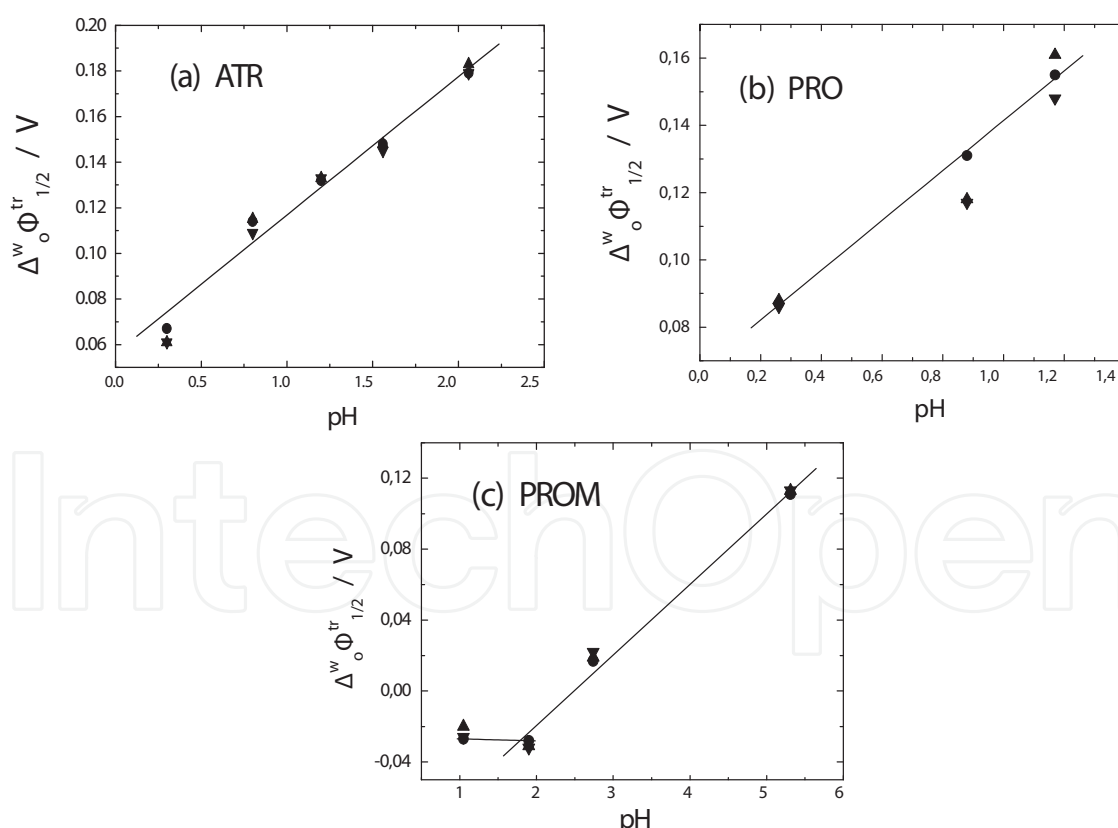 (a) ATR
Δ^w_o Φ^tr_1/2 / V
0.20
0.18
0.16
0.14
0.12
0.10
0.08
0.06
0.0 0.5 1.0 1.5 2.0 2.5
pH
(b) PRO
Δ^w_o Φ^tr_1/2 / V
0,16
0,14
0,12
0,10
0,08
0,0 0,2 0,4 0,6 0,8 1,0 1,2 1,4
pH
(c) PROM
Δ^w_o Φ^tr_1/2 / V
0,12
0,08
0,04
0,00
-0,04
1 2 3 4 5 6
pH
IntechOpen